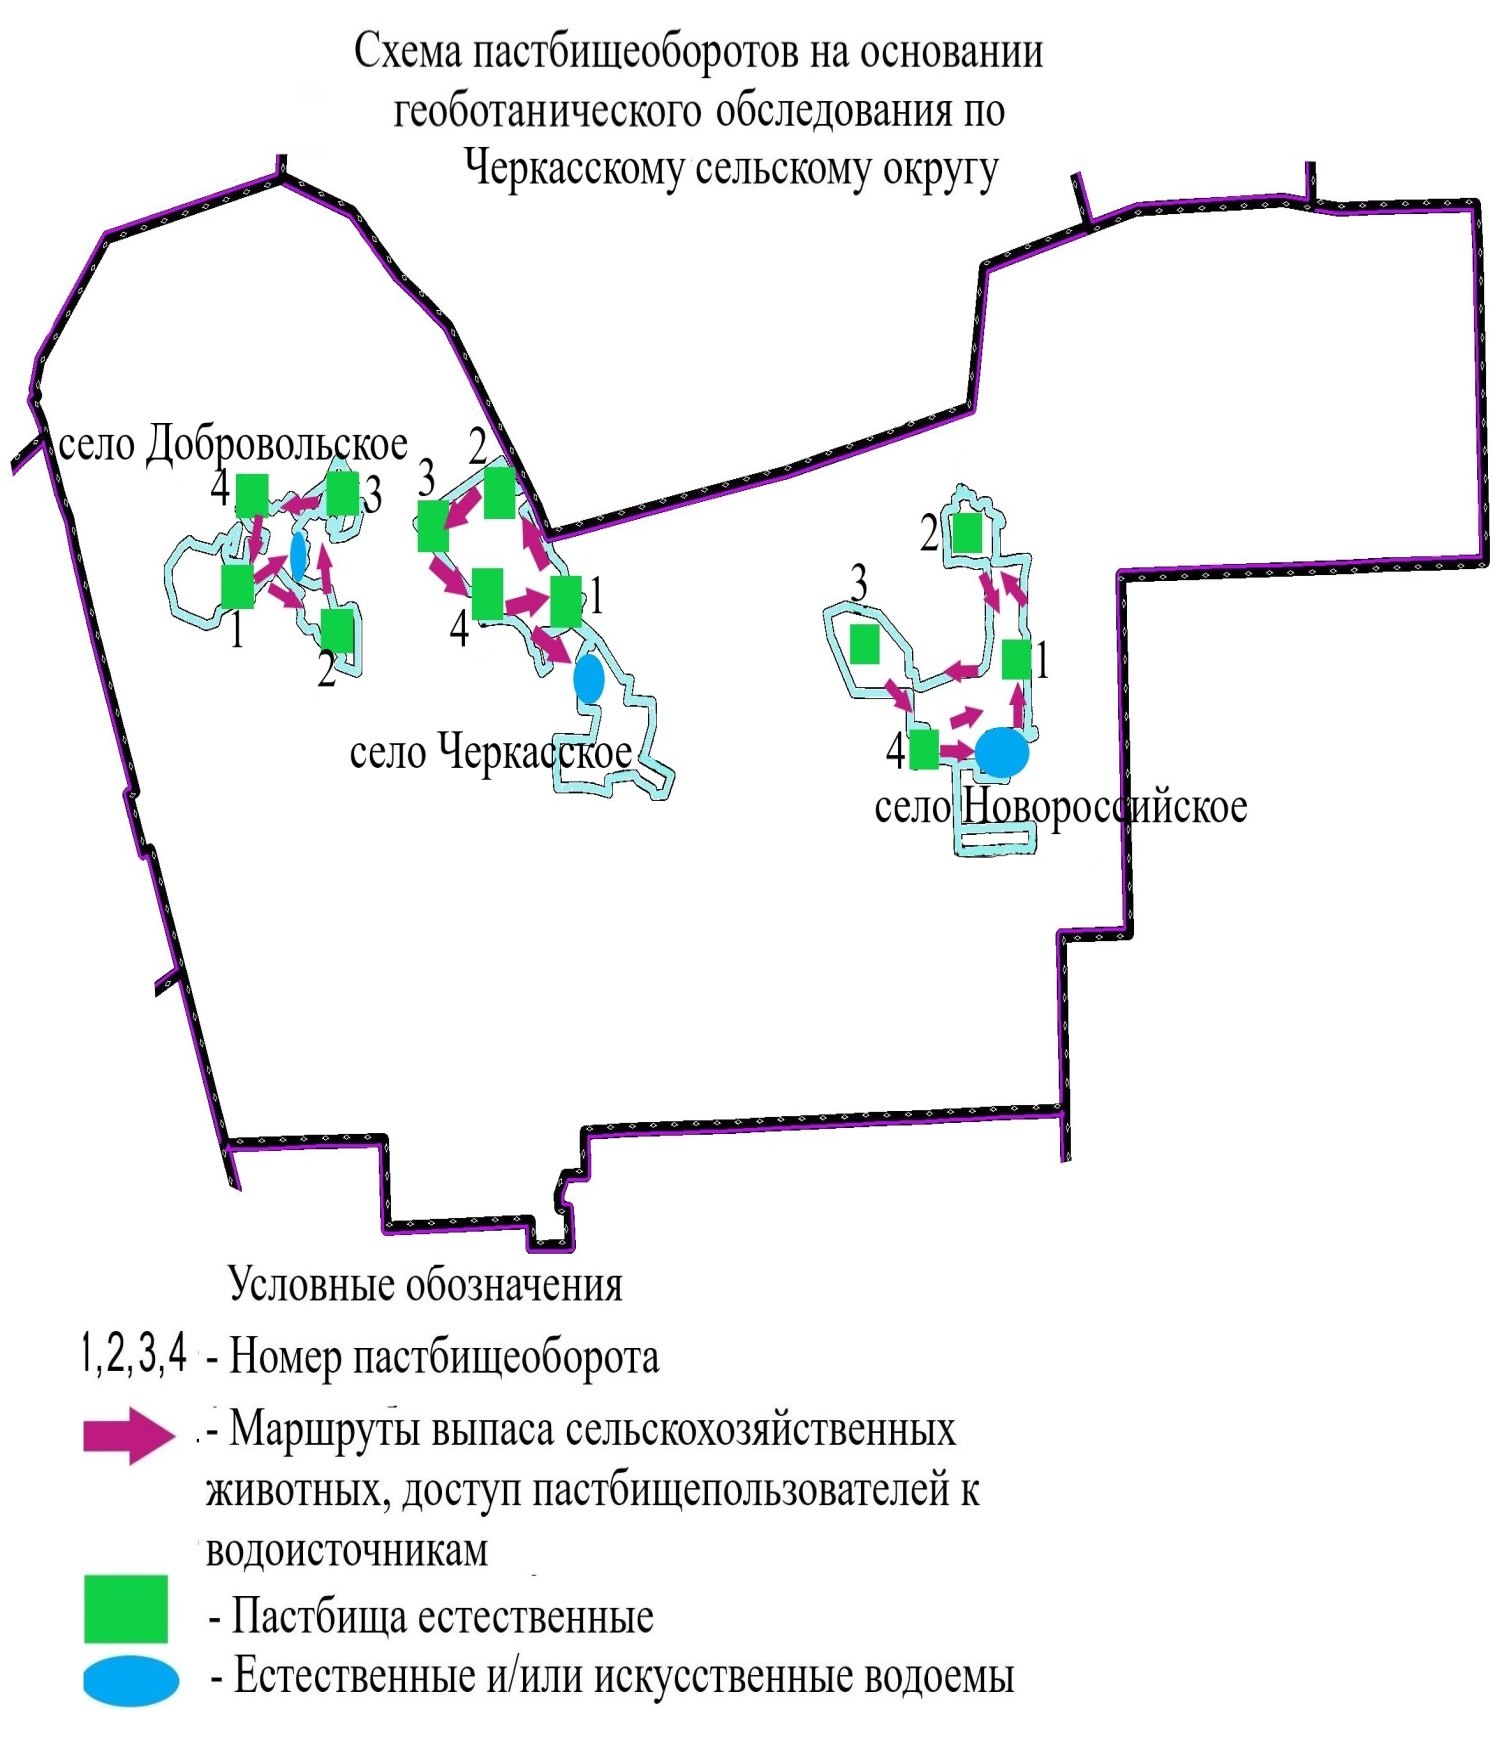 Схема пастбищеоборотов на основании
геоботанического обследования по
Черкасскому сельскому округу
село Добровольское
4
3
1
2
2
3
4
1
село Черкасское
2
3
1
4
село Новороссийское
Условные обозначения
1,2,3,4 - Номер пастбищеоборота
- Маршруты выпаса сельскохозяйственных
животных, доступ пастбищепользователей к
водоисточникам
- Пастбища естественные
- Естественные и/или искусственные водоемы